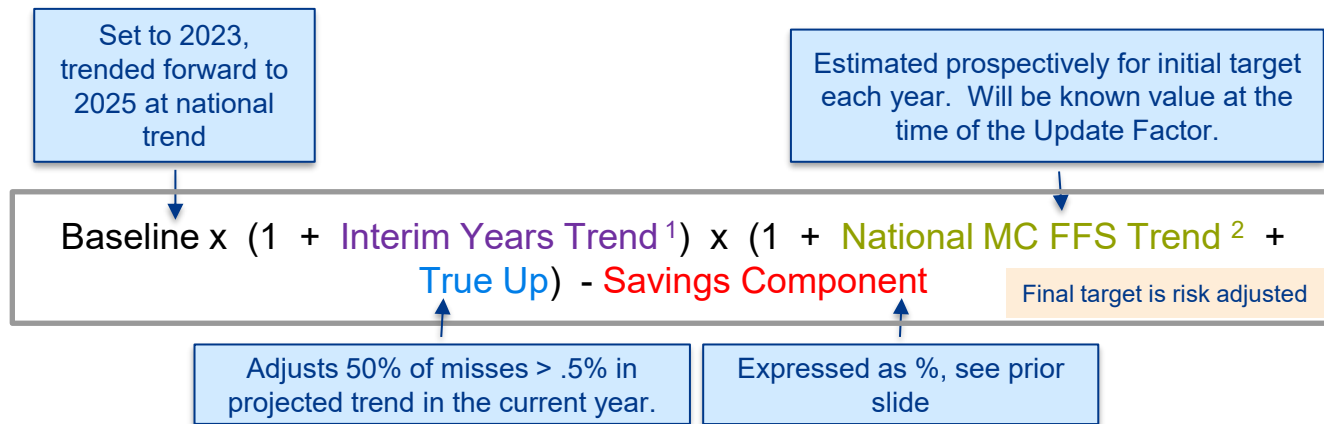 Set to 2023,
trended forward to
2025 at national
trend
Estimated prospectively for initial target
each year.  Will be known value at the
time of the Update Factor.
Baseline x  (1  +  Interim Years Trend ¹)  x  (1  +  National MC FFS Trend ²  +
True Up)  - Savings Component
Final target is risk adjusted
Adjusts 50% of misses > .5% in
projected trend in the current year.
Expressed as %, see prior
slide